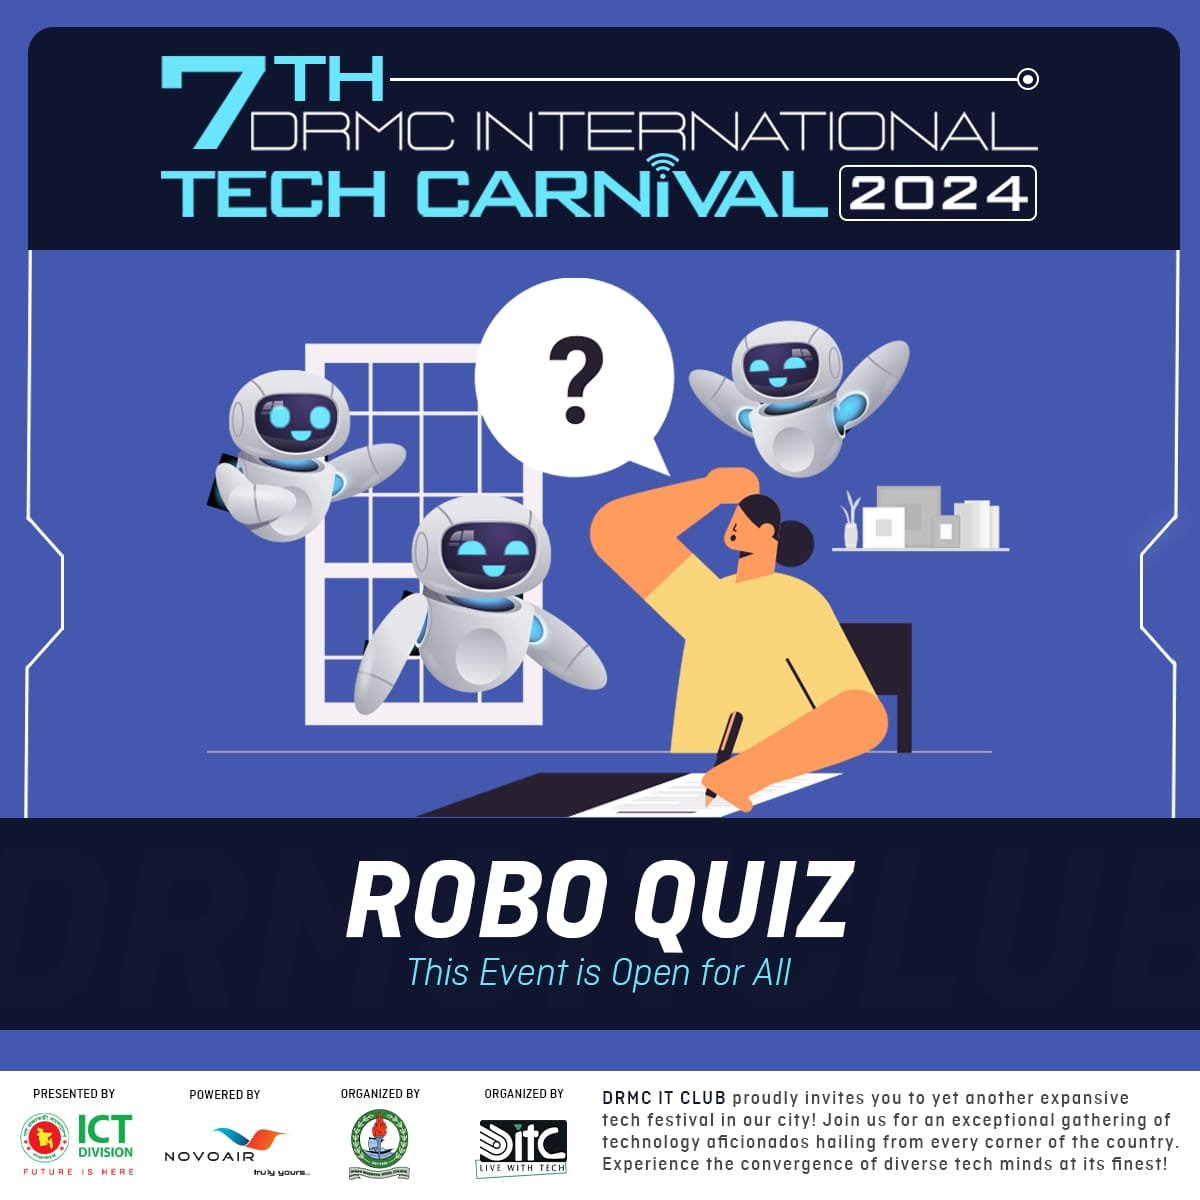 7TH
DRMC INTERNATIONAL
TECH CARNIVAL 2024
?
ROBO QUIZ
This Event is Open for All
PRESENTED BY
ICT
DIVISION
FUTURE IS HERE
POWERED BY
NOVOAIR
truly yours...
ORGANIZED BY
ORGANIZED BY
DITC
LIVE WITH TECH
DRMC IT CLUB proudly invites you to yet another expansive
tech festival in our city! Join us for an exceptional gathering of
technology aficionados hailing from every corner of the country.
Experience the convergence of diverse tech minds at its finest!